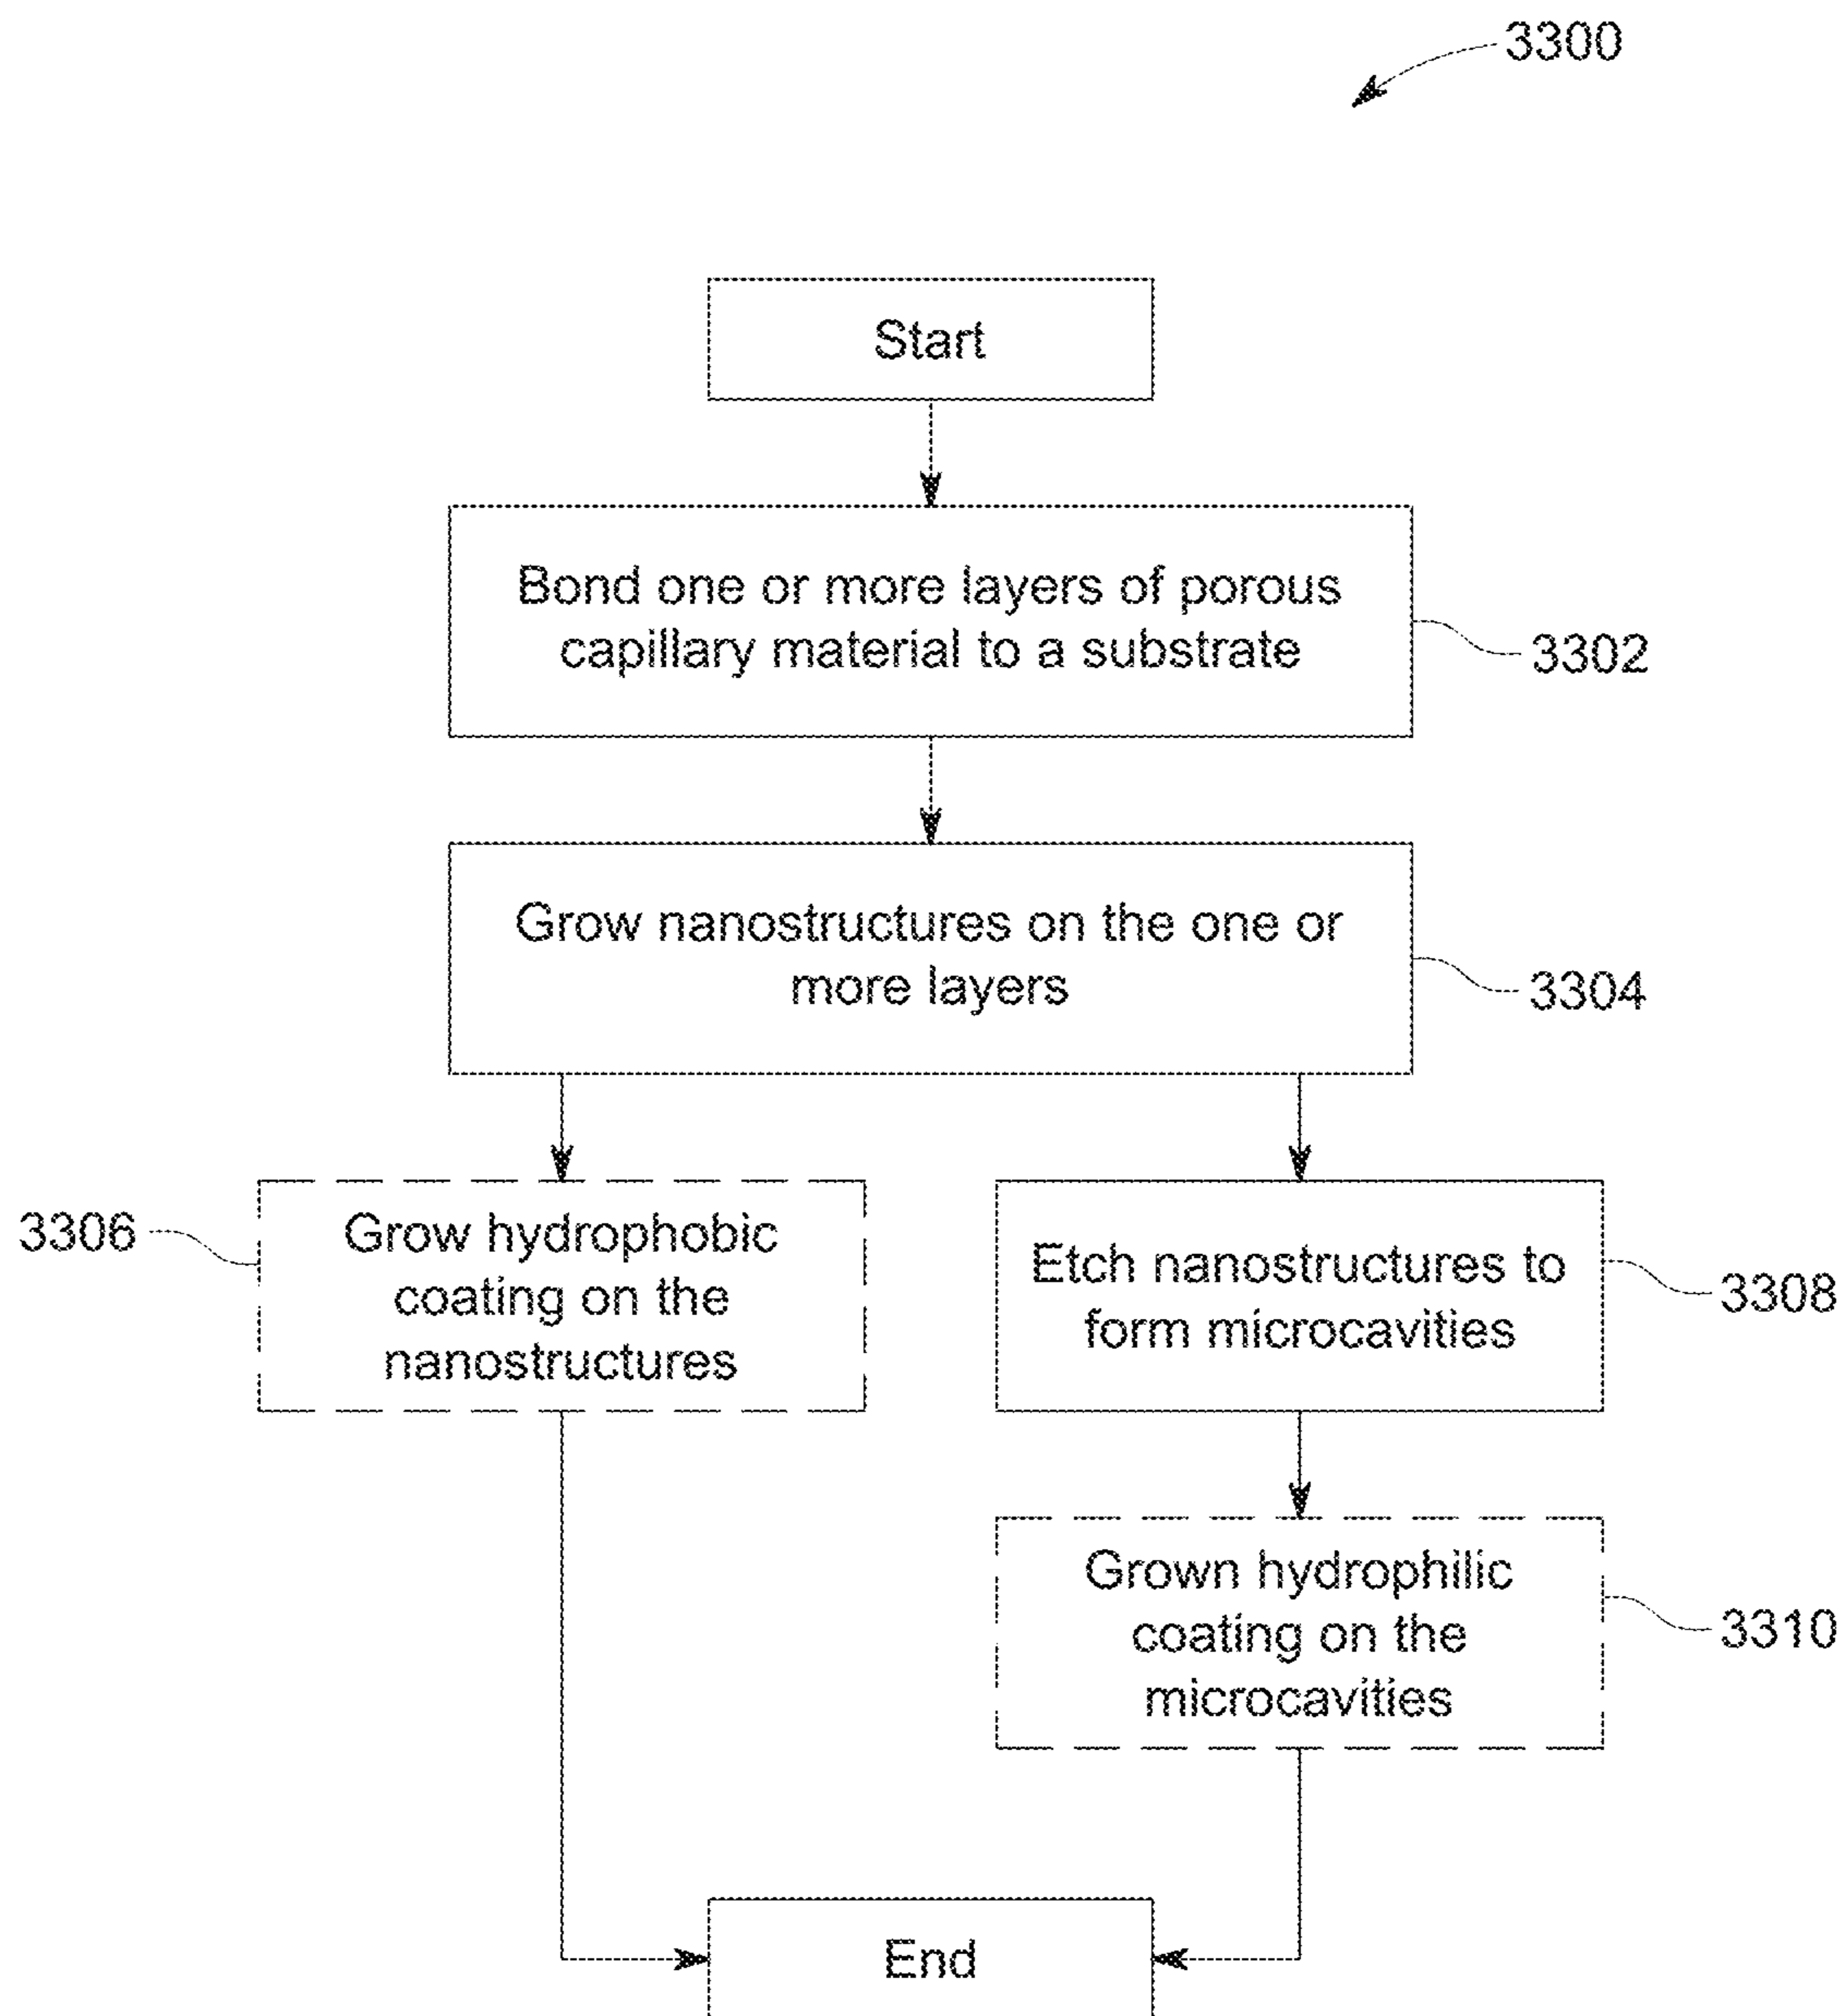 3300
Start
Bond one or more layers of porous
capillary material to a substrate
3302
Grow nanostructures on the one or
more layers
3304
3306
Grow hydrophobic
coating on the
nanostructures
Etch nanostructures to
form microcavities
3308
Grown hydrophilic
coating on the
microcavities
3310
End